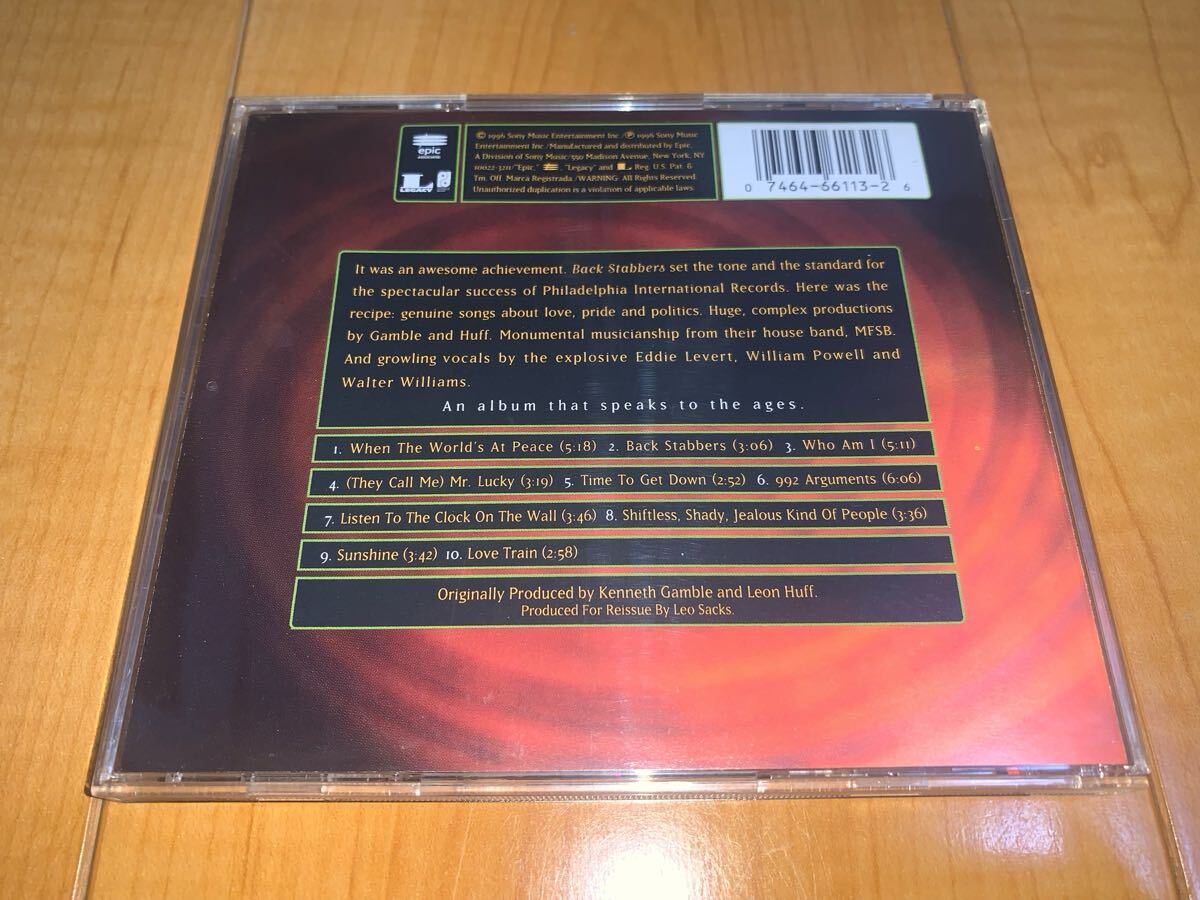 epic
ASSOCIATED
LEGACY
© 1996 Sony Music Entertainment Inc./℗ 1996 Sony Music
Entertainment Inc./Manufactured and distributed by Epic,
A Division of Sony Music/550 Madison Avenue, New York, NY
10022-3211/"Epic," , "Legacy" and L Reg. U.S. Pat. &
Tm. Off. Marca Registrada./WARNING: All Rights Reserved.
Unauthorized duplication is a violation of applicable laws.
0 7464-66113-2 6
It was an awesome achievement. Back Stabbers set the tone and the standard for
the spectacular success of Philadelphia International Records. Here was the
recipe: genuine songs about love, pride and politics. Huge, complex productions
by Gamble and Huff. Monumental musicianship from their house band, MFSB.
And growling vocals by the explosive Eddie Levert, William Powell and
Walter Williams.
An album that speaks to the ages.
1. When The World's At Peace (5:18) 2. Back Stabbers (3:06) 3. Who Am I (5:11)
4. (They Call Me) Mr. Lucky (3:19) 5. Time To Get Down (2:52) 6. 992 Arguments (6:06)
7. Listen To The Clock On The Wall (3:46) 8. Shiftless, Shady, Jealous Kind Of People (3:36)
9. Sunshine (3:42) 10. Love Train (2:58)
Originally Produced by Kenneth Gamble and Leon Huff.
Produced For Reissue By Leo Sacks.